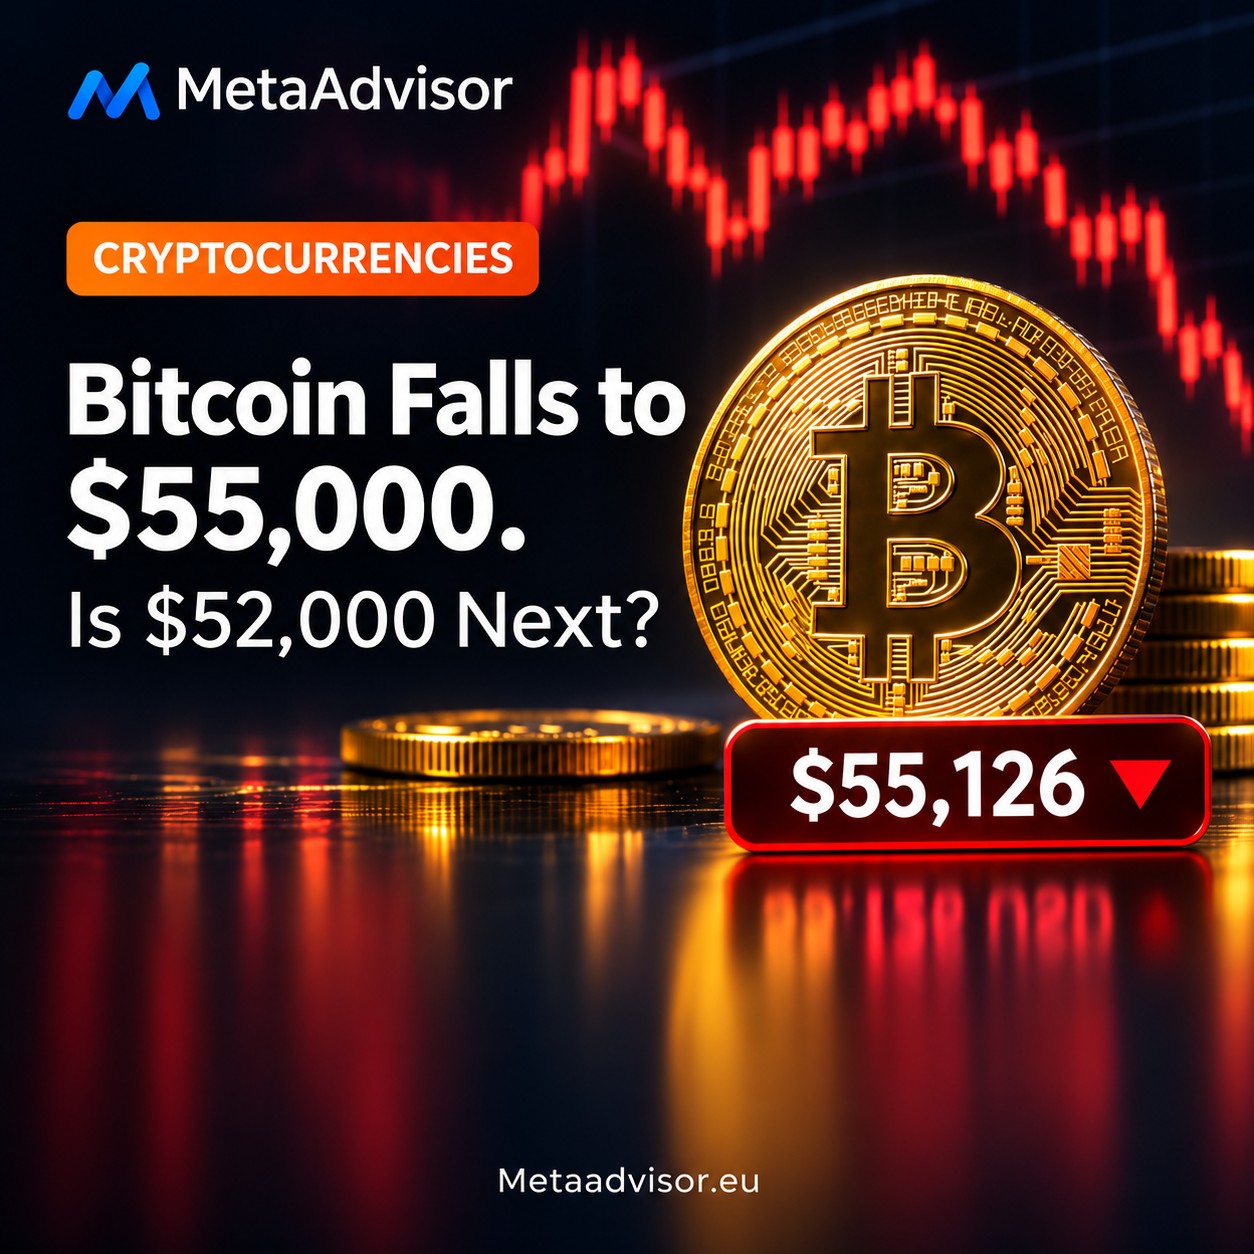 MetaAdvisor
CRYPTOCURRENCIES
Bitcoin Falls to
$55,000.
Is $52,000 Next?
$55,126
Metaadvisor.eu